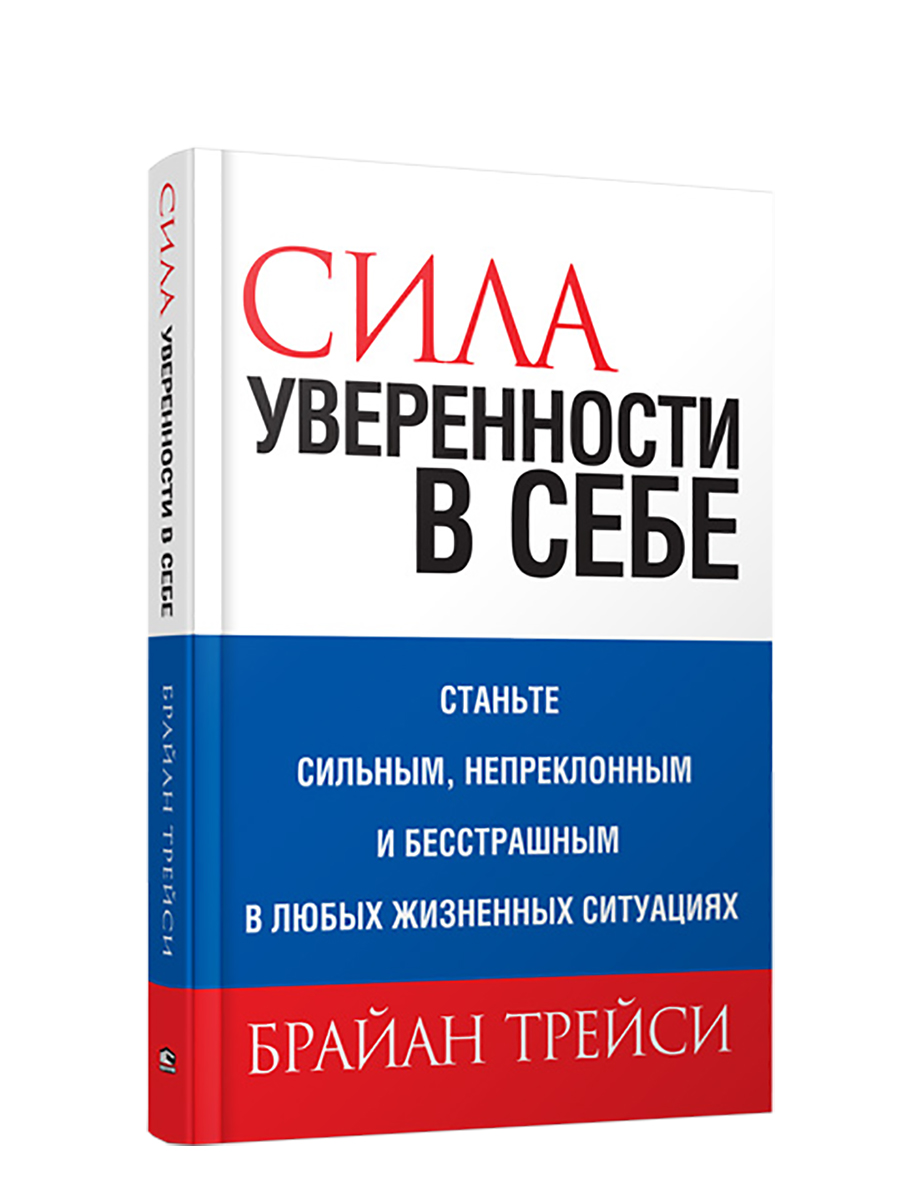 СИЛА
УВЕРЕННОСТИ
В СЕБЕ
СТАНЬТЕ
СИЛЬНЫМ, НЕПРЕКЛОННЫМ
И БЕССТРАШНЫМ
В ЛЮБЫХ ЖИЗНЕННЫХ СИТУАЦИЯХ
БРАЙАН ТРЕЙСИ
СИЛА УВЕРЕННОСТИ В СЕБЕ
БРАЙАН ТРЕЙСИ